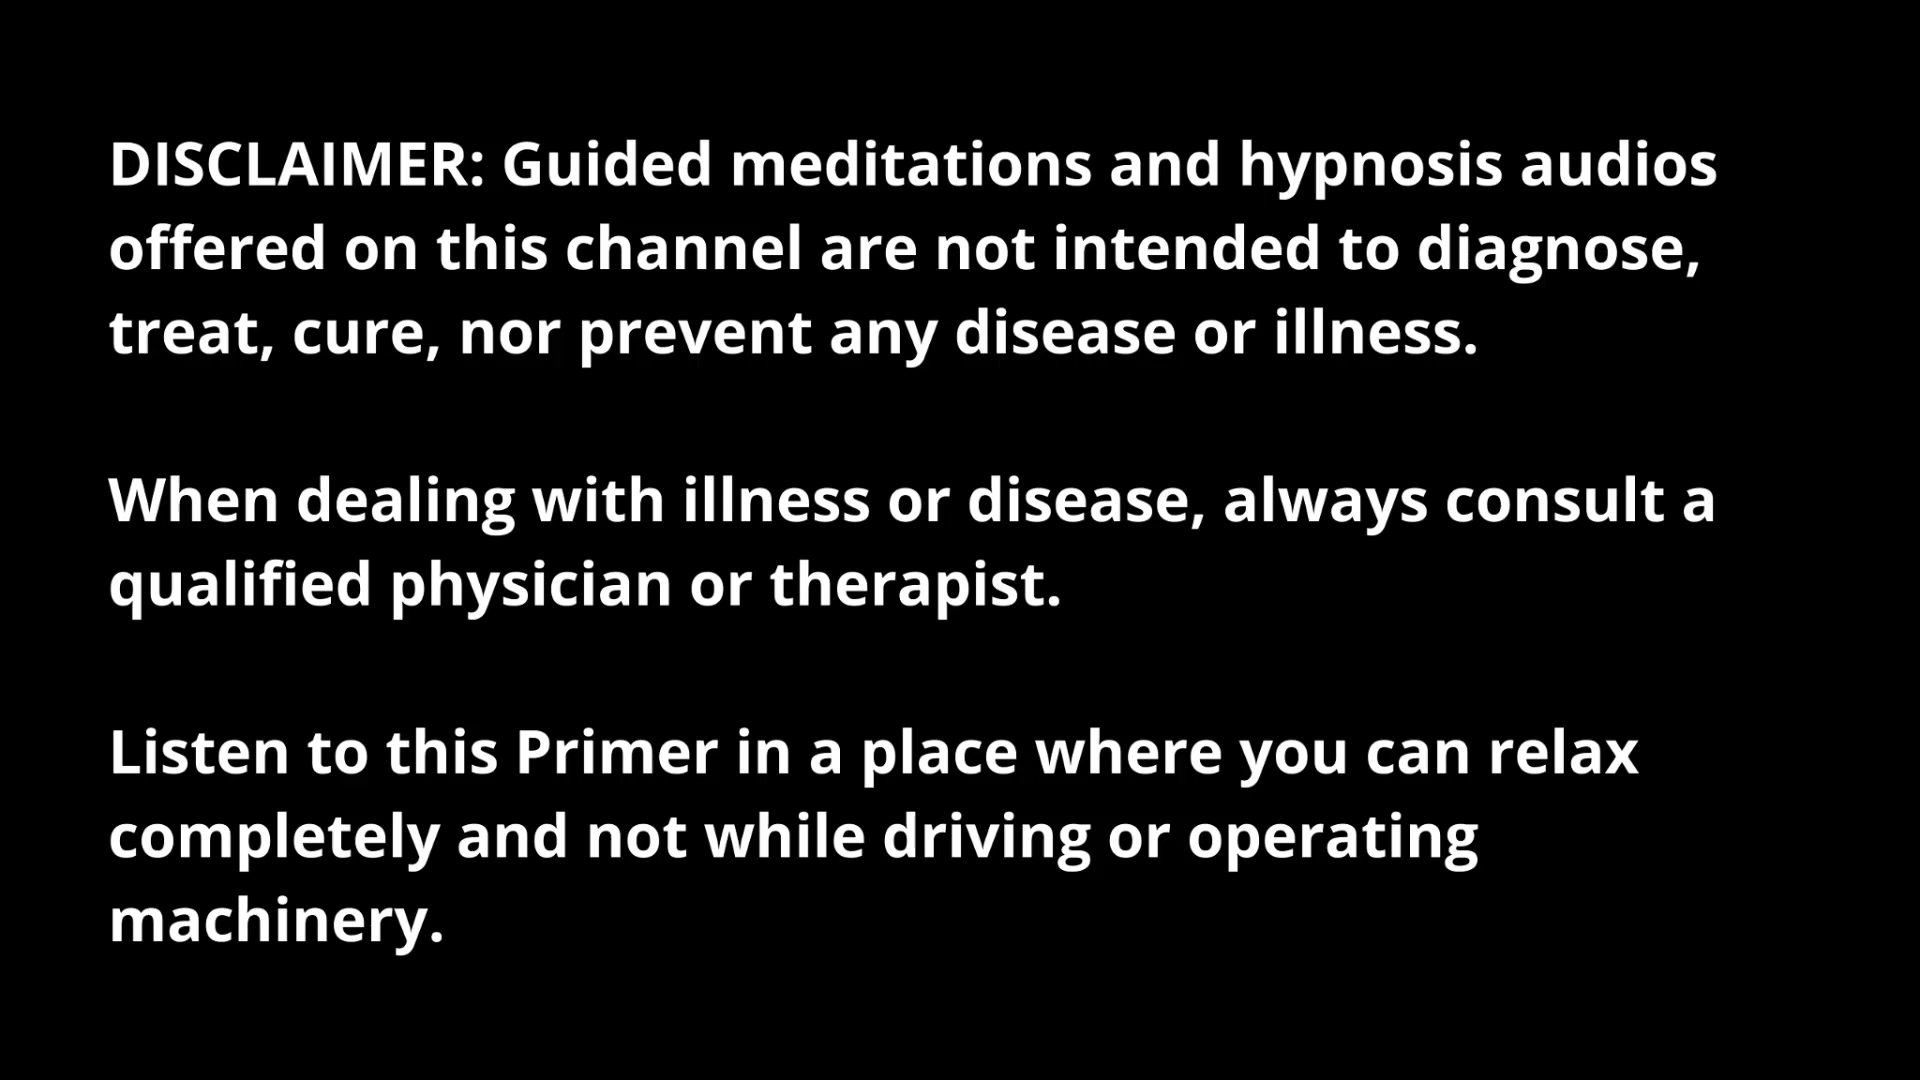 DISCLAIMER: Guided meditations and hypnosis audios
offered on this channel are not intended to diagnose,
treat, cure, nor prevent any disease or illness.
When dealing with illness or disease, always consult a
qualified physician or therapist.
Listen to this Primer in a place where you can relax
completely and not while driving or operating
machinery.